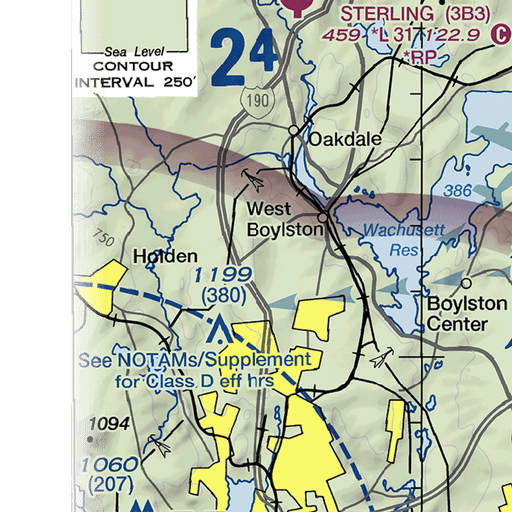 STERLING (3B3)
459 *L 31 122.9 C
*RP
Sea Level
CONTOUR
INTERVAL 250'
24
190
Oakdale
386
West
Boylston
Wachusett
Res
750
Holden
1199
(380)
Boylston
Center
See NOTAMs/Supplement
for Class D eff hrs
1094
1060
(207)